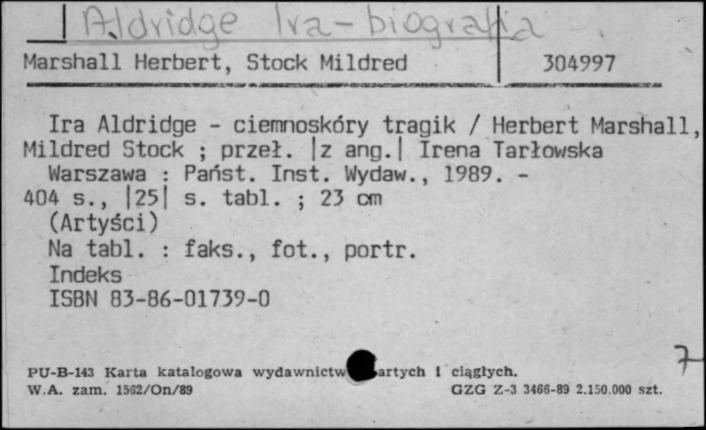 Aldridge Ira - biografia
Marshall Herbert, Stock Mildred 304997
Ira Aldridge - ciemnoskóry tragik / Herbert Marshall,
Mildred Stock ; przeł. |z ang.| Irena Tarłowska
Warszawa : Państ. Inst. Wydaw., 1989. -
404 s., |25| s. tabl. ; 23 cm
(Artyści)
Na tabl. : faks., fot., portr.
Indeks
ISBN 83-86-01739-0
7
PU-B-143 Karta katalogowa wydawnictw artych i ciągłych.
W.A. zam. 1562/On/89 GZG Z-3 3466-89 2.150.000 szt.